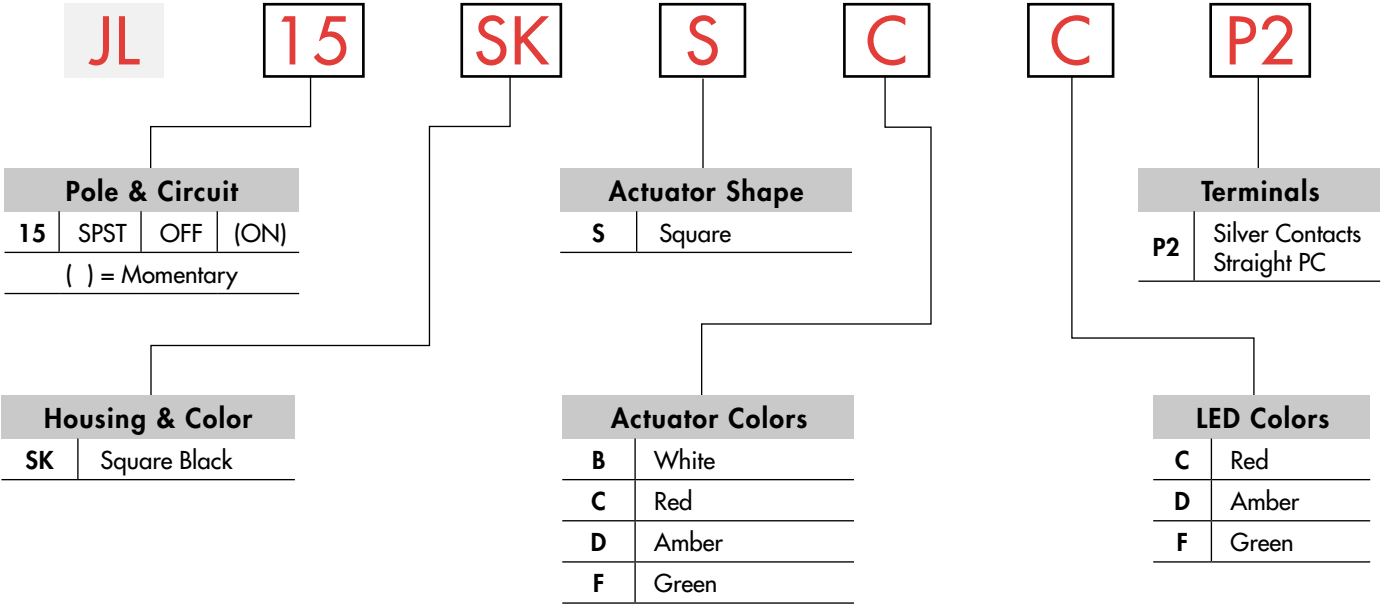 JL 15 SK S C C P2
Pole & Circuit
15 SPST OFF (ON)
( ) = Momentary
Actuator Shape
S Square
Terminals
P2 Silver Contacts
Straight PC
Housing & Color
SK Square Black
Actuator Colors
B White
C Red
D Amber
F Green
LED Colors
C Red
D Amber
F Green